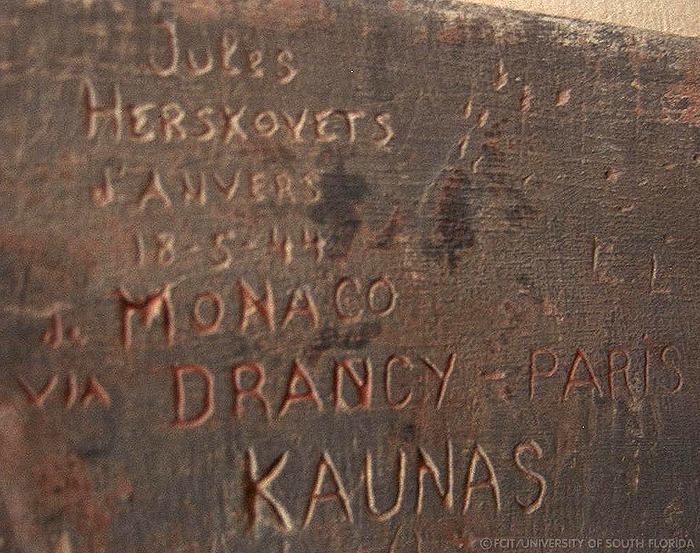 Jules
HERSKOVETS
d'ANVERS
18-5-44
de MONACO
VIA DRANCY - PARIS
KAUNAS
©FCIT/UNIVERSITY OF SOUTH FLORIDA